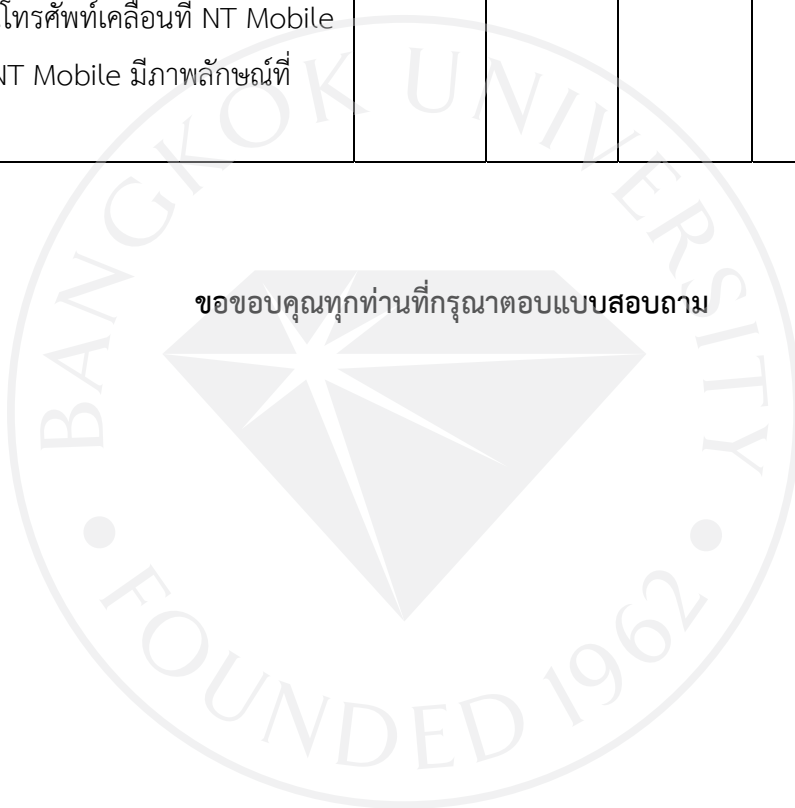 โทรศัพท์เคลื่อนที่ NT Mobile
NT Mobile มีภาพลักษณ์ที่
ขอขอบคุณทุกท่านที่กรุณาตอบแบบสอบถาม
BANGKOK UNIVERSITY
FOUNDED 1962